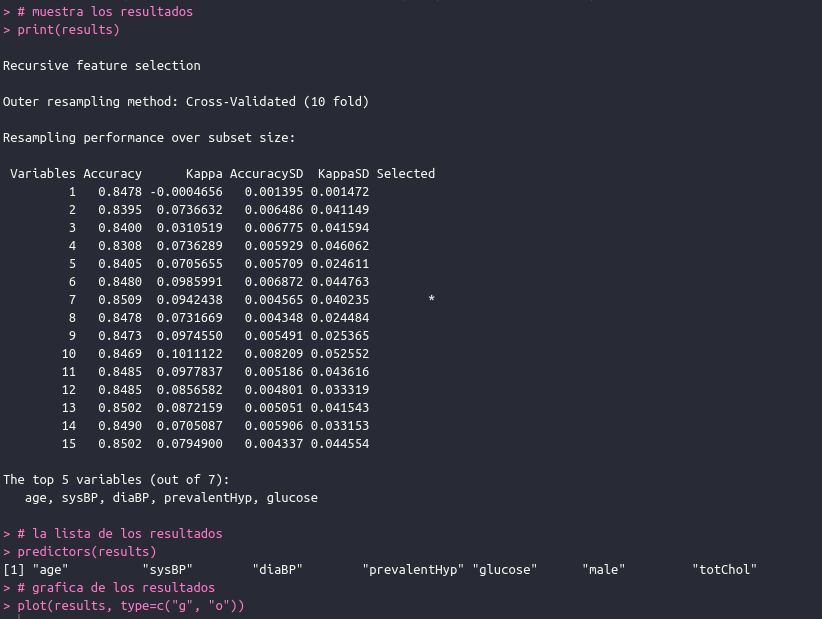 > # muestra los resultados
> print(results)
Recursive feature selection
Outer resampling method: Cross-Validated (10 fold)
Resampling performance over subset size:
 Variables Accuracy      Kappa AccuracySD  KappaSD Selected
         1   0.8478 -0.0004656   0.001395 0.001472
         2   0.8395  0.0736632   0.006486 0.041149
         3   0.8400  0.0310519   0.006775 0.041594
         4   0.8308  0.0736289   0.005929 0.046062
         5   0.8405  0.0705655   0.005709 0.024611
         6   0.8480  0.0985991   0.006872 0.044763
         7   0.8509  0.0942438   0.004565 0.040235        *
         8   0.8478  0.0731669   0.004348 0.024484
         9   0.8473  0.0974550   0.005491 0.025365
        10   0.8469  0.1011122   0.008209 0.052552
        11   0.8485  0.0977837   0.005186 0.043616
        12   0.8485  0.0856582   0.004801 0.033319
        13   0.8502  0.0872159   0.005051 0.041543
        14   0.8490  0.0705087   0.005906 0.033153
        15   0.8502  0.0794900   0.004337 0.044554
The top 5 variables (out of 7):
   age, sysBP, diaBP, prevalentHyp, glucose
> # la lista de los resultados
> predictors(results)
[1] "age"          "sysBP"        "diaBP"        "prevalentHyp" "glucose"      "male"         "totChol"
> # grafica de los resultados
> plot(results, type=c("g", "o"))